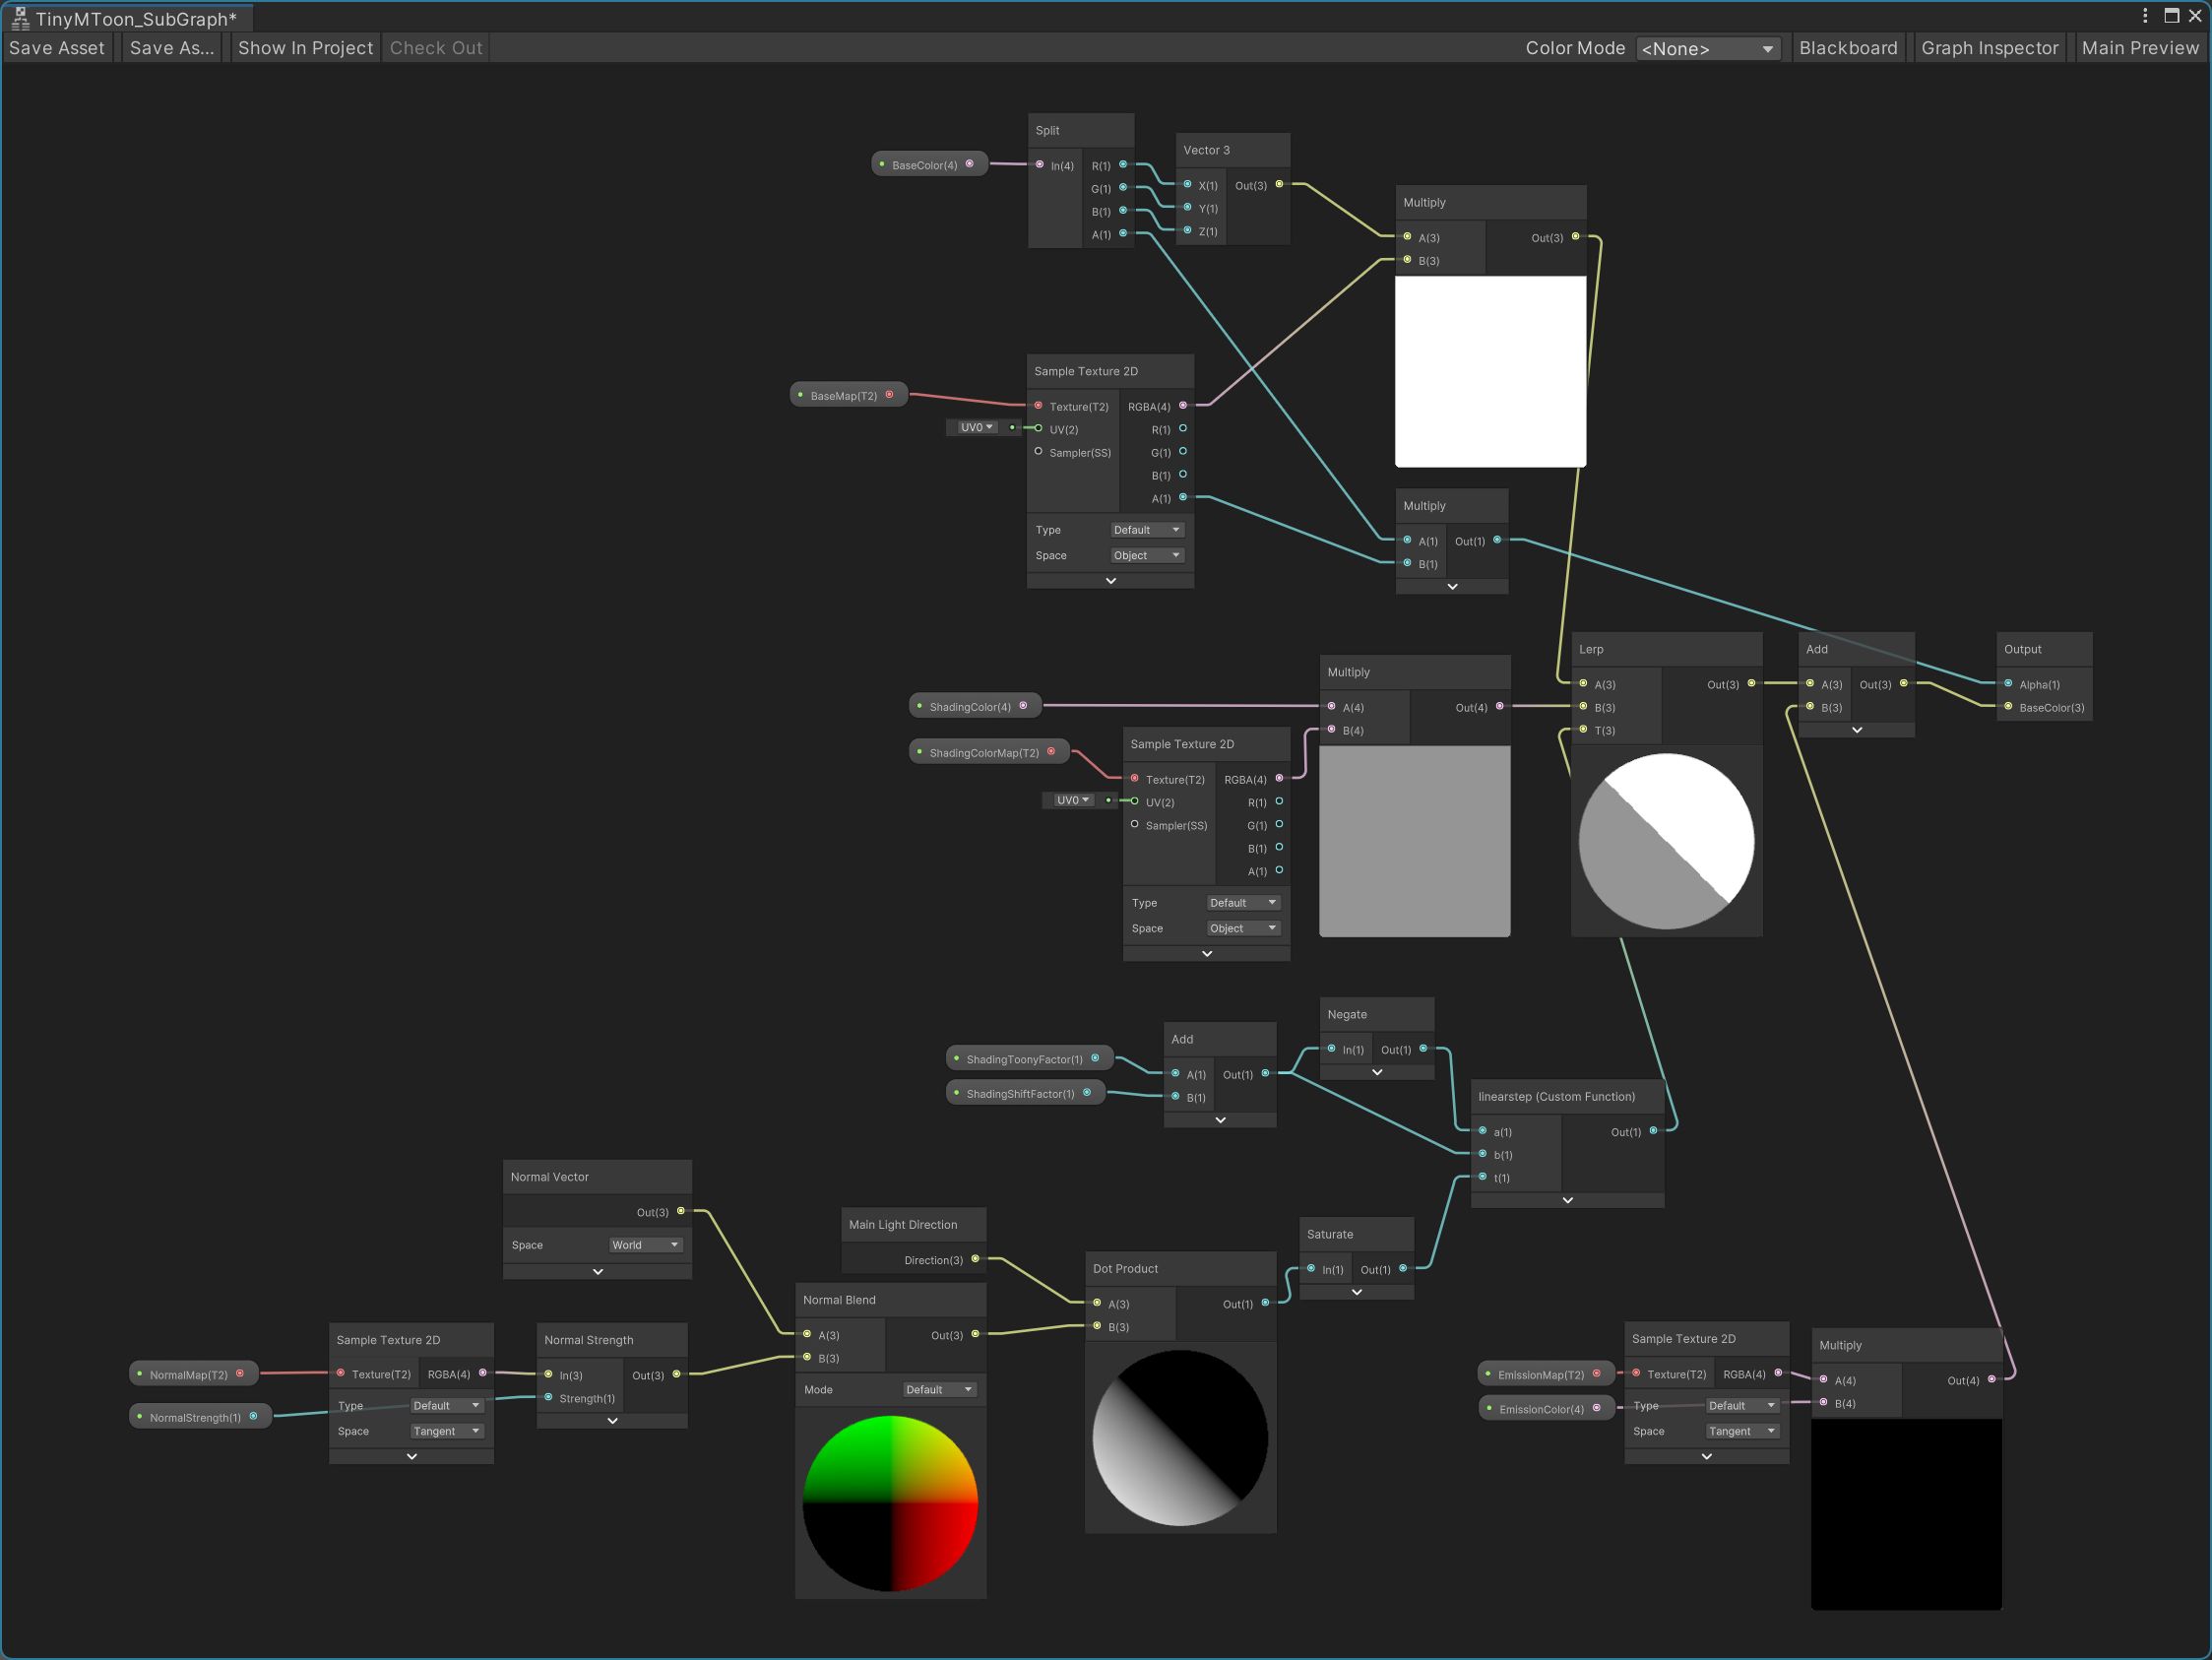 TinyMToon_SubGraph*
Save Asset
Save As...
Show In Project
Check Out
Color Mode
<None>
Blackboard
Graph Inspector
Main Preview
BaseColor(4)
Split
In(4)
R(1)
G(1)
B(1)
A(1)
Vector 3
X(1)
Y(1)
Z(1)
Out(3)
Multiply
A(3)
B(3)
Out(3)
BaseMap(T2)
UV0
Sample Texture 2D
Texture(T2)
UV(2)
Sampler(SS)
RGBA(4)
R(1)
G(1)
B(1)
A(1)
Type
Default
Space
Object
Multiply
A(1)
B(1)
Out(1)
ShadingColor(4)
ShadingColorMap(T2)
UV0
Sample Texture 2D
Texture(T2)
UV(2)
Sampler(SS)
RGBA(4)
R(1)
G(1)
B(1)
A(1)
Type
Default
Space
Object
Multiply
A(4)
B(4)
Out(4)
Lerp
A(3)
B(3)
T(3)
Out(3)
Add
A(3)
B(3)
Out(3)
Output
Alpha(1)
BaseColor(3)
ShadingToonyFactor(1)
ShadingShiftFactor(1)
Add
A(1)
B(1)
Out(1)
Negate
In(1)
Out(1)
linearstep (Custom Function)
a(1)
b(1)
t(1)
Out(1)
Normal Vector
Out(3)
Space
World
Main Light Direction
Direction(3)
Dot Product
A(3)
B(3)
Out(1)
Saturate
In(1)
Out(1)
NormalMap(T2)
NormalStrength(1)
Sample Texture 2D
Texture(T2)
RGBA(4)
Type
Default
Space
Tangent
Normal Strength
In(3)
Strength(1)
Out(3)
Normal Blend
A(3)
B(3)
Out(3)
Mode
Default
EmissionMap(T2)
EmissionColor(4)
Sample Texture 2D
Texture(T2)
RGBA(4)
Type
Default
Space
Tangent
Multiply
A(4)
B(4)
Out(4)